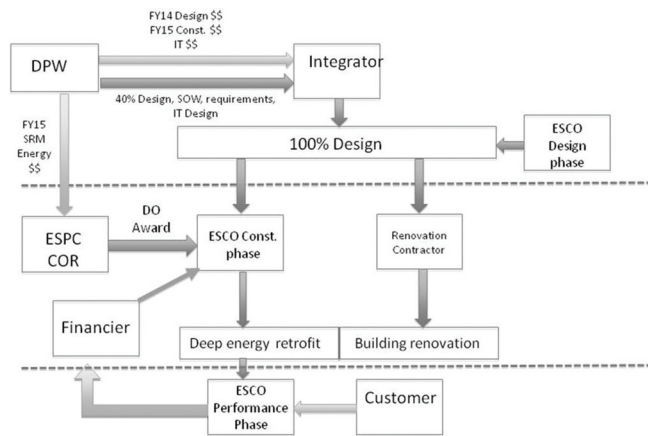 FY14 Design $$
FY15 Const. $$
IT $$
DPW
Integrator
40% Design, SOW, requirements,
IT Design
FY15
SRM
Energy
$$
100% Design
ESCO
Design
phase
DO
Award
ESPC
COR
ESCO Const.
phase
Renovation
Contractor
Financier
Deep energy retrofit
Building renovation
ESCO
Performance
Phase
Customer